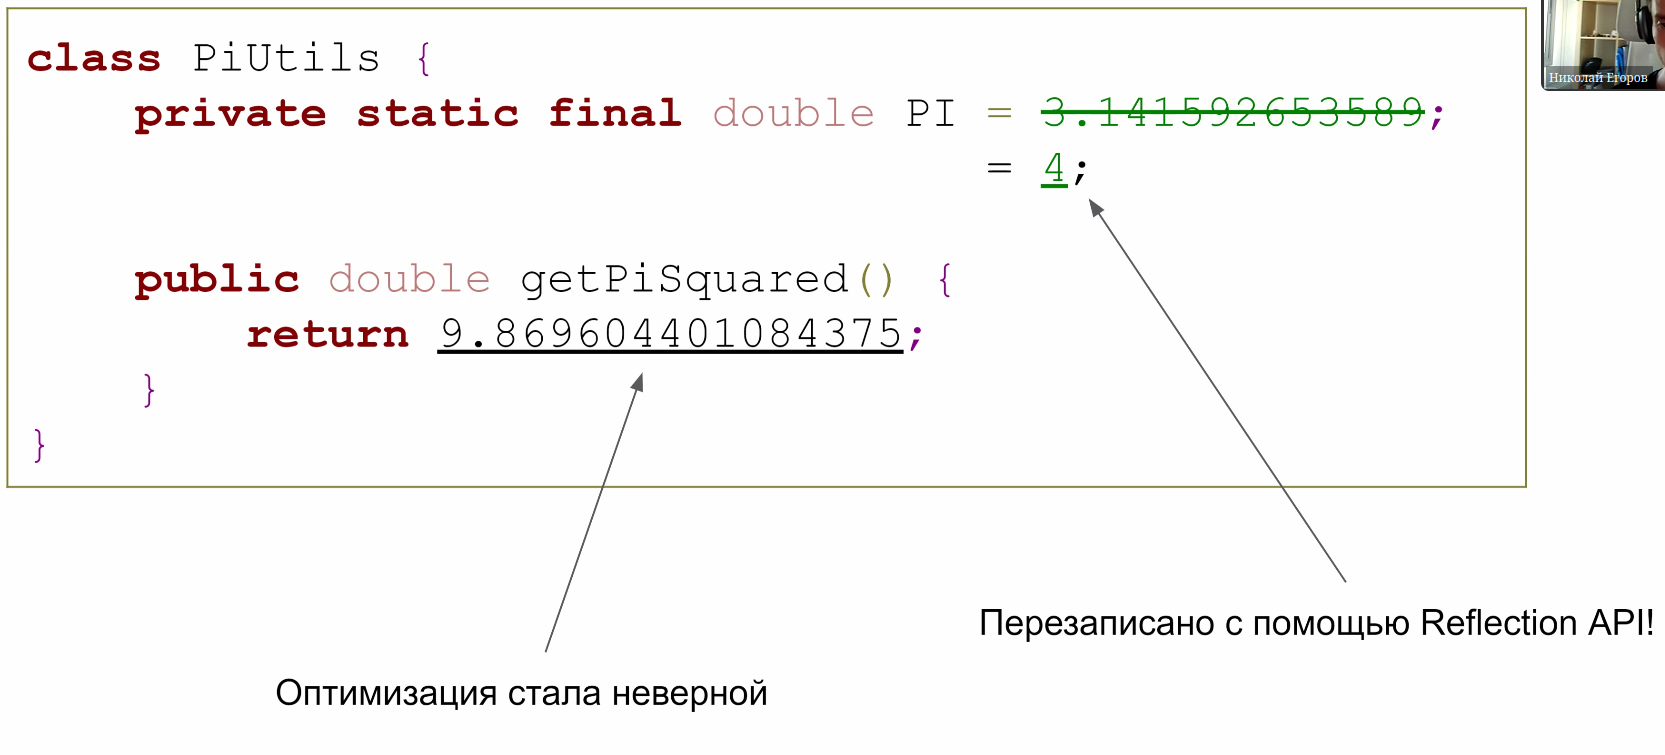 class PiUtils {
private static final double PI = 3.141592653589;
= 4;
public double getPiSquared() {
return 9.869604401084375;
}
}
Николай Егоров
Перезаписано с помощью Reflection API!
Оптимизация стала неверной